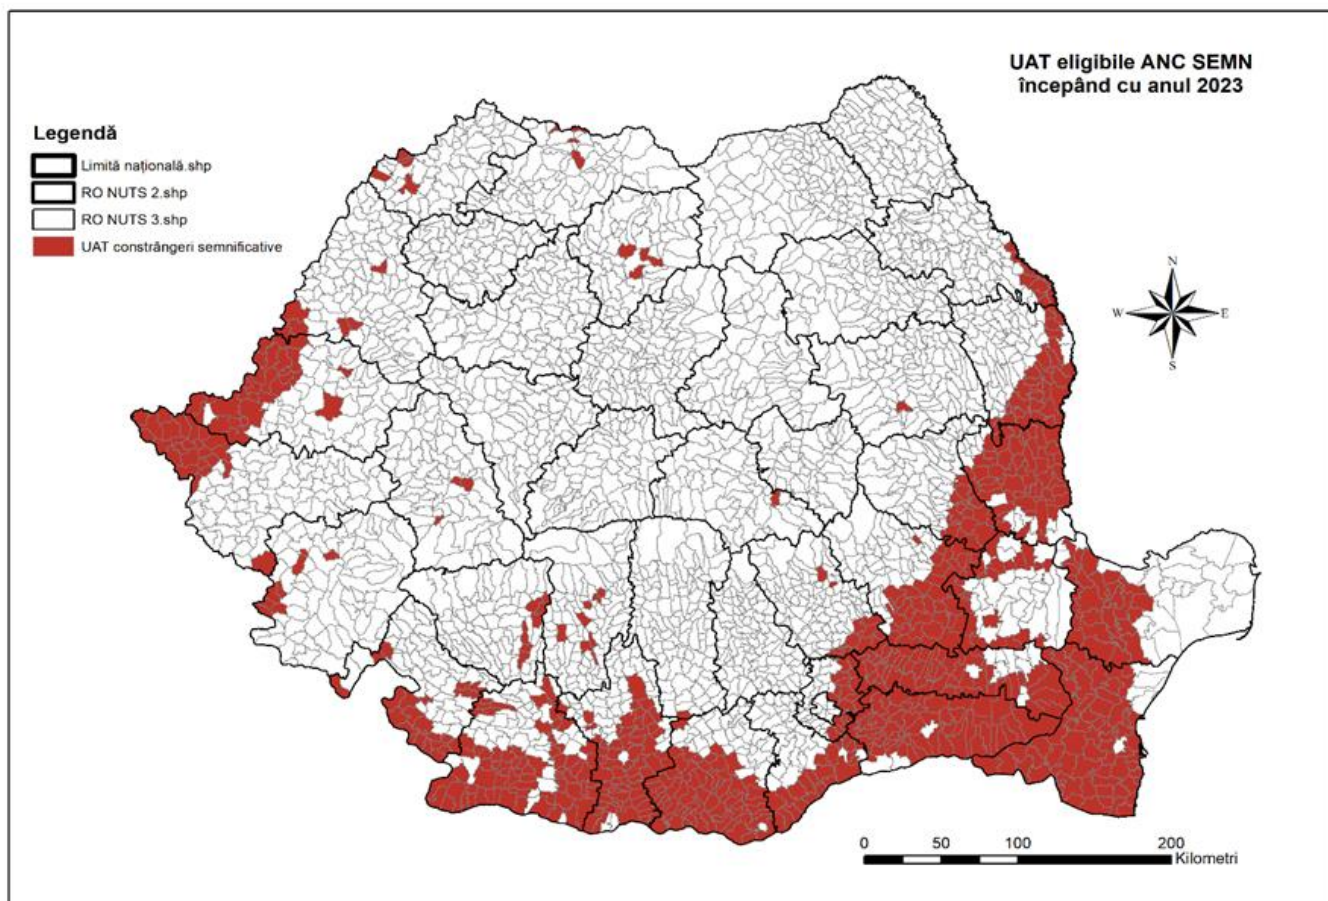 UAT eligibile ANC SEMN
începând cu anul 2023
Legendă
Limită națională.shp
RO NUTS 2.shp
RO NUTS 3.shp
UAT constrângeri semnificative
N
W E
S
0 50 100 200
Kilometri